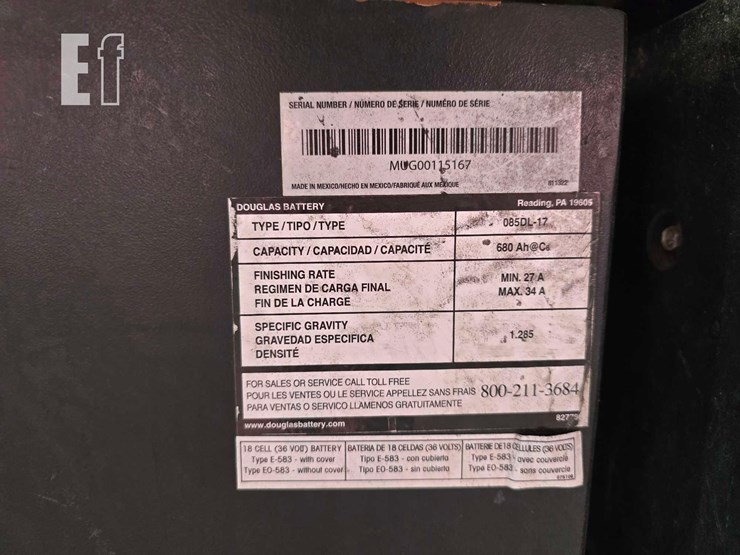 Ef
SERIAL NUMBER / NÚMERO DE SERIE / NUMÉRO DE SÉRIE
MUG00115167
MADE IN MEXICO/HECHO EN MEXICO/FABRIQUÉ AUX MEXIQUE
DOUGLAS BATTERY Reading, PA 19605
TYPE / TIPO / TYPE 085DL-17
CAPACITY / CAPACIDAD / CAPACITÉ 680 Ah@C6
FINISHING RATE
REGIMEN DE CARGA FINAL
FIN DE LA CHARGE
MIN. 27 A
MAX. 34 A
SPECIFIC GRAVITY
GRAVEDAD ESPECIFICA
DENSITÉ
1.285
FOR SALES OR SERVICE CALL TOLL FREE
POUR LES VENTES OU LE SERVICE APPELLEZ SANS FRAIS 800-211-3684
PARA VENTAS O SERVICO LLAMENOS GRATUITAMENTE
www.douglasbattery.com
18 CELL (36 VOLT) BATTERY BATERIA DE 18 CELDAS (36 VOLTS) BATTERIE DE 18 CELLULES (36 VOLTS)
Type E-583 - with cover Tipo E-583 - con cubierta Type E-583 - avec couvercle
Type EO-583 - without cover Tipo EO-583 - sin cubierta Type EO-583 - sans couvercle